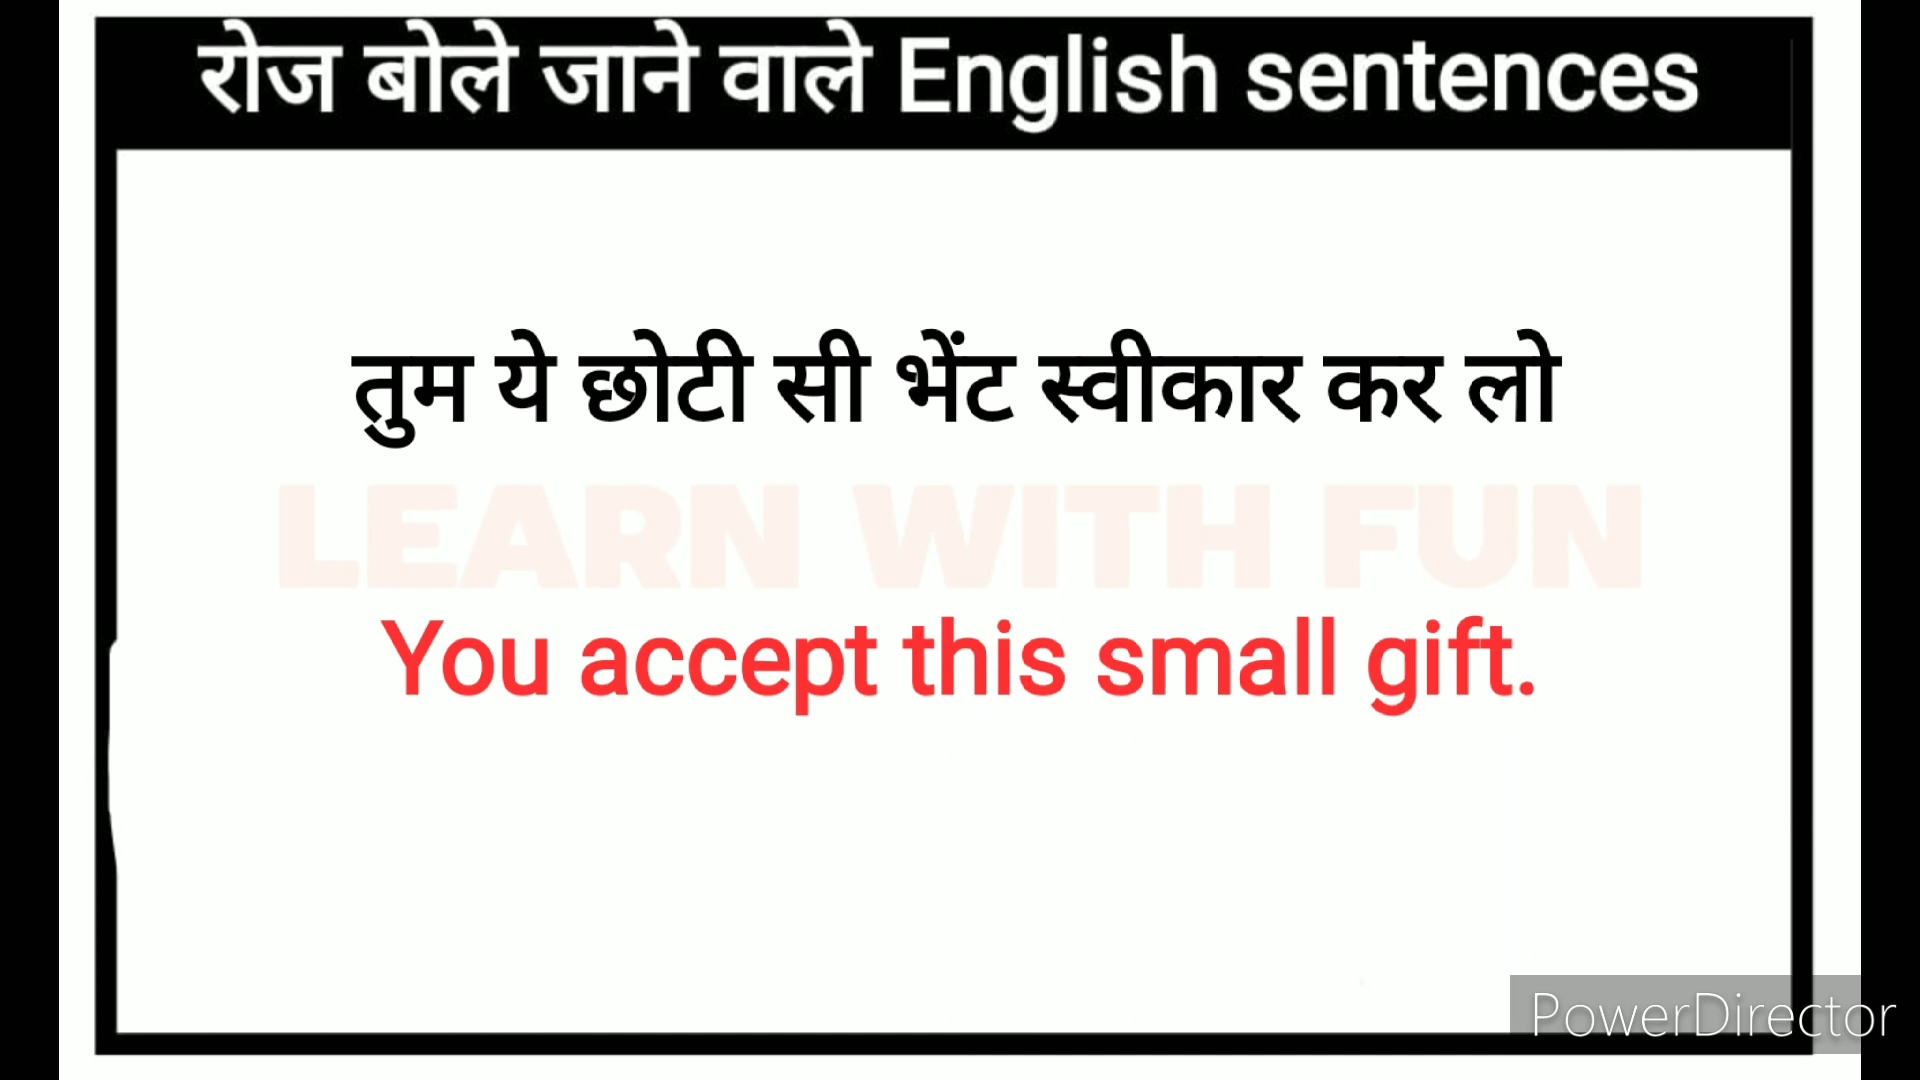 रोज बोले जाने वाले English sentences
तुम ये छोटी सी भेंट स्वीकार कर लो
LEARN WITH FUN
You accept this small gift.
PowerDirector